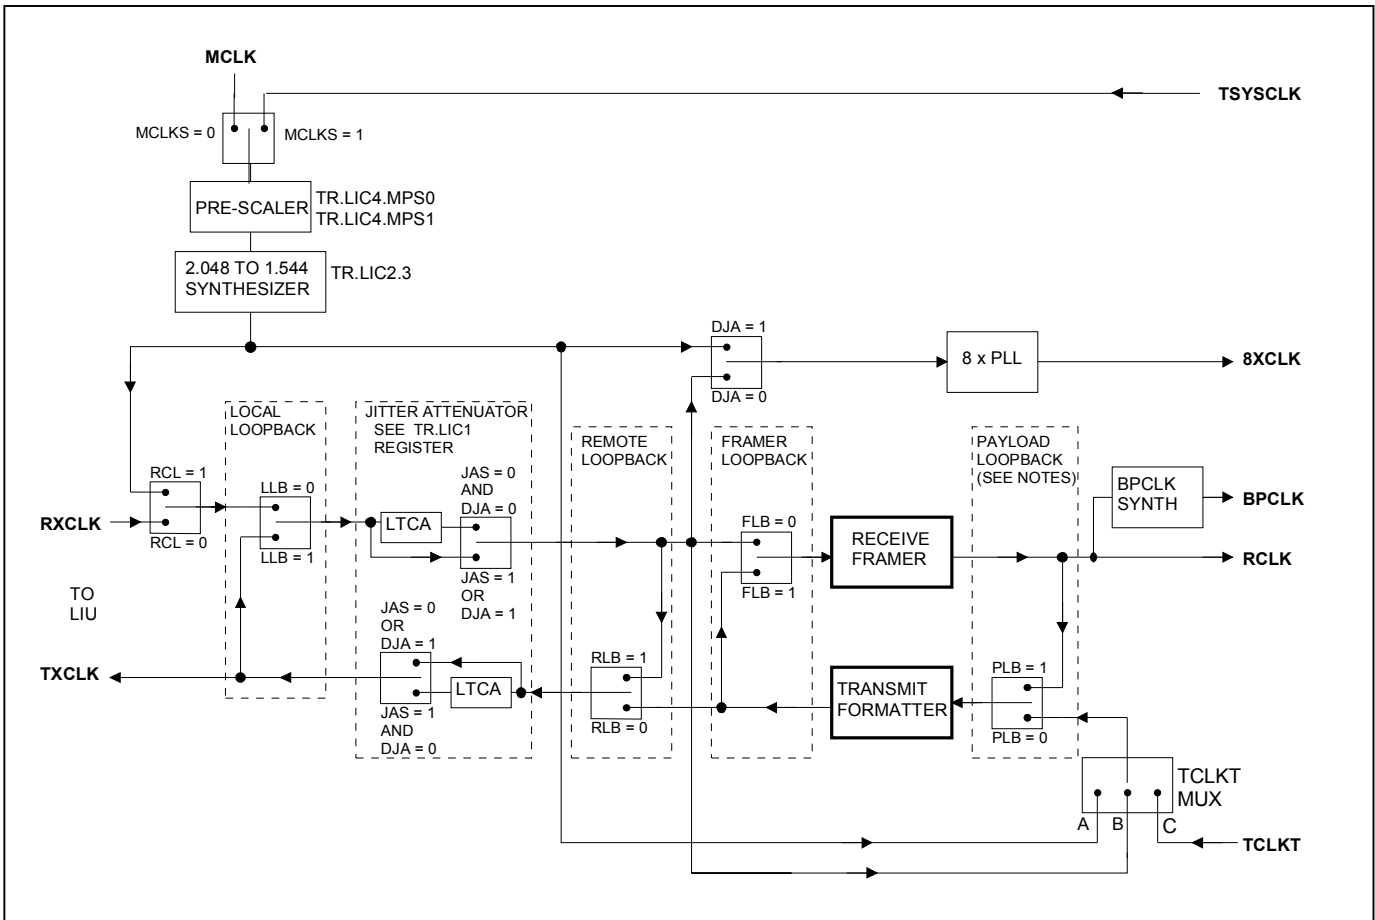 MCLK
TSYSCLK
MCLKS = 0
MCLKS = 1
PRE-SCALER
TR.LIC4.MPS0
TR.LIC4.MPS1
2.048 TO 1.544
SYNTHESIZER
TR.LIC2.3
DJA = 1
8 x PLL
8XCLK
DJA = 0
LOCAL
LOOPBACK
JITTER ATTENUATOR
SEE TR.LIC1
REGISTER
REMOTE
LOOPBACK
FRAMER
LOOPBACK
PAYLOAD
LOOPBACK
(SEE NOTES)
RCL = 1
LLB = 0
JAS = 0
AND
DJA = 0
BPCLK
SYNTH
BPCLK
RXCLK
RCL = 0
LTCA
FLB = 0
RECEIVE
FRAMER
RCLK
LLB = 1
JAS = 1
OR
DJA = 1
FLB = 1
TO
LIU
JAS = 0
OR
DJA = 1
RLB = 1
PLB = 1
TXCLK
LTCA
TRANSMIT
FORMATTER
JAS = 1
AND
DJA = 0
RLB = 0
PLB = 0
TCLKT
MUX
A
B
C
TCLKT